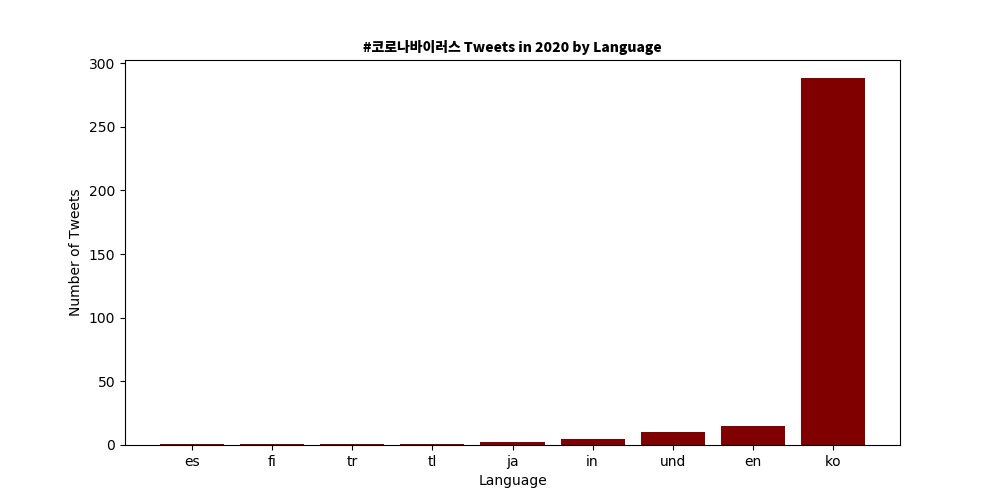 #코로나바이러스 Tweets in 2020 by Language
300
250
200
150
100
50
0
Number of Tweets
es fi tr tl ja in und en ko
Language